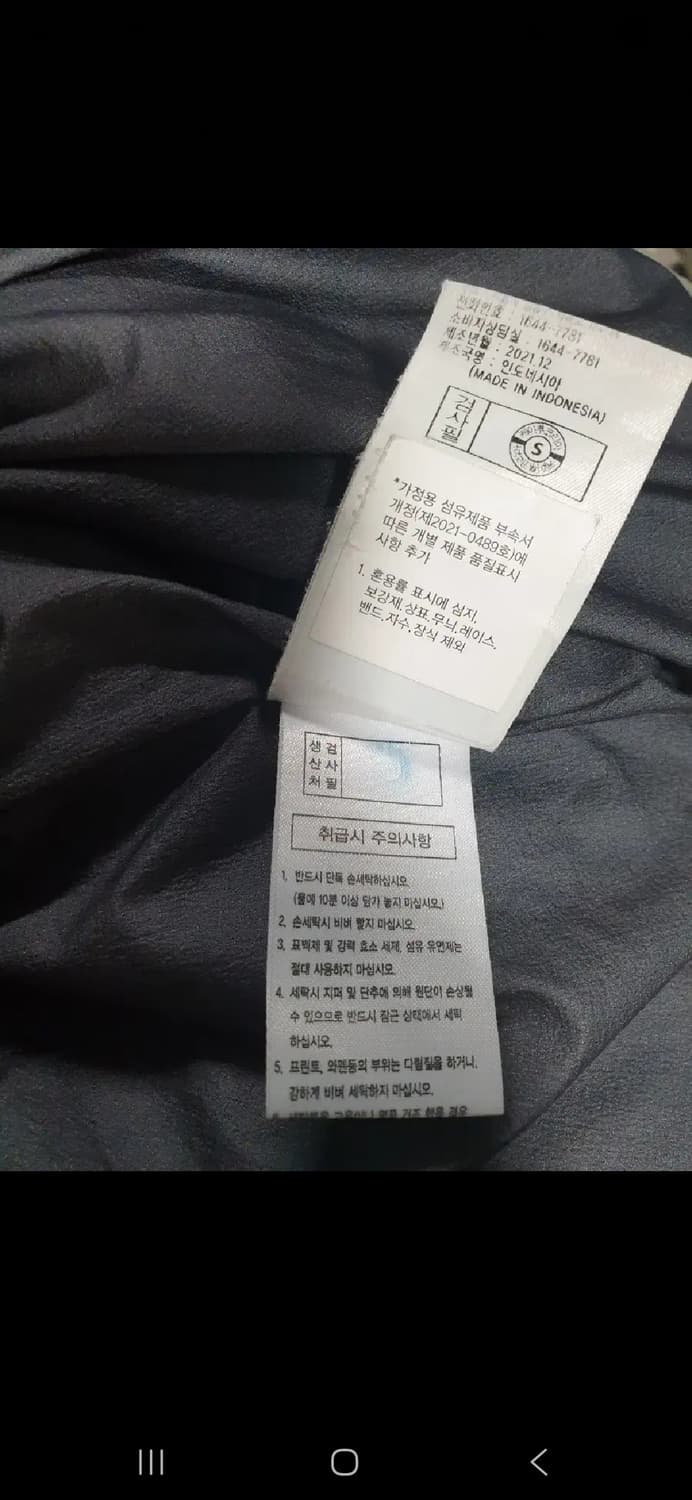 전화번호 : 1644-7781
소비자상담실 : 1644-7781
제조년월 : 2021.12
제조국명 : 인도네시아
(MADE IN INDONESIA)
검사필
S
*가정용 섬유제품 부속서
개정(제2021-0489호)에
따른 개별 제품 품질표시
사항 추가
1. 혼용률 표시에 심지,
보강재,상표,무늬,레이스,
밴드,자수,장식 제외
생산처
검사필
취급시 주의사항
1. 반드시 단독 손세탁하십시오.
(물에 10분 이상 담가 놓지 마십시오.)
2. 손세탁시 비벼 빨지 마십시오.
3. 표백제 및 강력 효소 세제, 섬유 유연제는
절대 사용하지 마십시오.
4. 세탁시 지퍼 및 단추에 의해 원단이 손상될
수 있으므로 반드시 잠근 상태에서 세탁
하십시오.
5. 프린트, 와펜등의 부위는 다림질을 하거나,
강하게 비벼 세탁하지 마십시오.